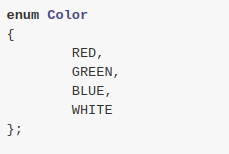 enum Color
{
        RED,
        GREEN,
        BLUE,
        WHITE
};